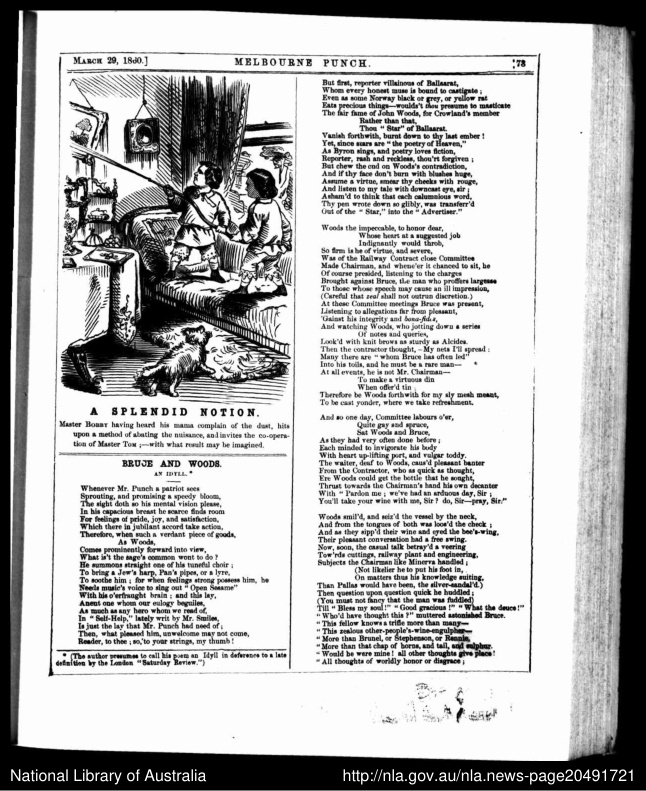 MARCH 29, 1860.]
MELBOURNE PUNCH.
73
A SPLENDID NOTION.
Master BOBBY having heard his mama complain of the dust, hits
upon a method of abating the nuisance, and invites the co-opera-
tion of Master TOM ;—with what result may be imagined.
BRUCE AND WOODS.
AN IDYLL. *
Whenever Mr. Punch a patriot sees
Sprouting, and promising a speedy bloom,
The sight doth so his mental vision please,
In his capacious breast he scarce finds room
For feelings of pride, joy, and satisfaction,
Which there in jubilant accord take action,
Therefore, when such a verdant piece of goods,
As Woods,
Comes prominently forward into view,
What is't the sage's common wont to do ?
He summons straight one of his tuneful choir ;
To bring a Jew's harp, Pan's pipes, or a lyre,
To soothe him ; for when feelings strong possess him, he
Needs music's voice to sing out " Open Sesame"
With his o'erfraught brain ; and this lay,
Anent one whom our eulogy beguiles,
As much as any hero whom we read of,
In " Self-Help," lately writ by Mr. Smiles,
Is just the lay that Mr. Punch had need of ;
Then, what pleased him, unwelcome may not come,
Reader, to thee ; so, to your strings, my thumb !
* (The author presumes to call his poem an Idyll in deference to a late
definition by the London "Saturday Review.")
But first, reporter villainous of Ballaarat,
Whom every honest muse is bound to castigate ;
Even as some Norway black or grey, or yellow rat
Eats precious things—wouldst thou presume to masticate
The fair fame of John Woods, for Crowland's member
Rather than that,
Thou " Star" of Ballaarat.
Vanish forthwith, burnt down to thy last ember !
Yet, since stars are " the poetry of Heaven,"
As Byron sings, and poetry loves fiction,
Reporter, rash and reckless, thou'rt forgiven ;
But chew the cud on Woods's contradiction,
And if thy face don't burn with blushes huge,
Assume a virtue, smear thy cheeks with rouge,
And listen to my tale with downcast eye, sir ;
Asham'd to think that each calumnious word,
Thy pen wrote down so glibly, was transferr'd
Out of the " Star," into the " Advertiser."
Woods the impeccable, to honor dear,
Whose heart at a suggested job
Indignantly would throb,
So firm is he of virtue, and severe,
Was of the Railway Contract close Committee
Made Chairman, and whene'er it chanced to sit, he
Of course presided, listening to the charges
Brought against Bruce, the man who proffers largesse
To those whose speech may cause an ill impression,
(Careful that zeal shall not outrun discretion.)
At these Committee meetings Bruce was present,
Listening to allegations far from pleasant,
'Gainst his integrity and bona-fides,
And watching Woods, who jotting down a series
Of notes and queries,
Look'd with knit brows as sturdy as Alcides.
Then the contractor thought, - My nets I'll spread ;
Many there are " whom Bruce has often led"
Into his toils, and he must be a rare man—
At all events, he is not Mr. Chairman—
To make a virtuous din
When offer'd tin ;
Therefore be Woods forthwith for my sly mesh meant,
To be cast yonder, where we take refreshment.
And so one day, Committee labours o'er,
Quite gay and spruce,
Sat Woods and Bruce,
As they had very often done before ;
Each minded to invigorate his body
With heart up-lifting port, and vulgar toddy.
The waiter, deaf to Woods, caus'd pleasant banter
From the Contractor, who as quick as thought,
Ere Woods could get the bottle that he sought,
Thrust towards the Chairman's hand his own decanter
With " Pardon me ; we've had an arduous day, Sir ;
You'll take your wine with me, Sir ? do, Sir—pray, Sir."
Woods smil'd, and seiz'd the vessel by the neck,
And from the tongues of both was loos'd the check ;
And as they sipp'd their wine and eyed the bee's-wing,
Their pleasant conversation had a free swing.
Now, soon, the casual talk betray'd a veering
Tow'rds cuttings, railway plant and engineering,
Subjects the Chairman like Minerva handled ;
(Not likelier he to put his foot in,
On matters thus his knowledge suiting,
Than Pallas would have been, the silver-sandal'd.)
Then question upon question quick he huddled ;
(You must not fancy that the man was fuddled)
Till " Bless my soul!" " Good gracious !" " What the deuce !"
" Who'd have thought this ?" muttered astonished Bruce.
" This fellow knows a trifle more than many—
" This zealous other-people's-wine-engulpher—
" More than Brunel, or Stephenson, or Rennie,
" More than that chap of horns, and tail, and sulphur.
" Would he were mine ! all other thoughts give place !
" All thoughts of worldly honor or disgrace ;
National Library of Australia
http://nla.gov.au/nla.news-page20491721